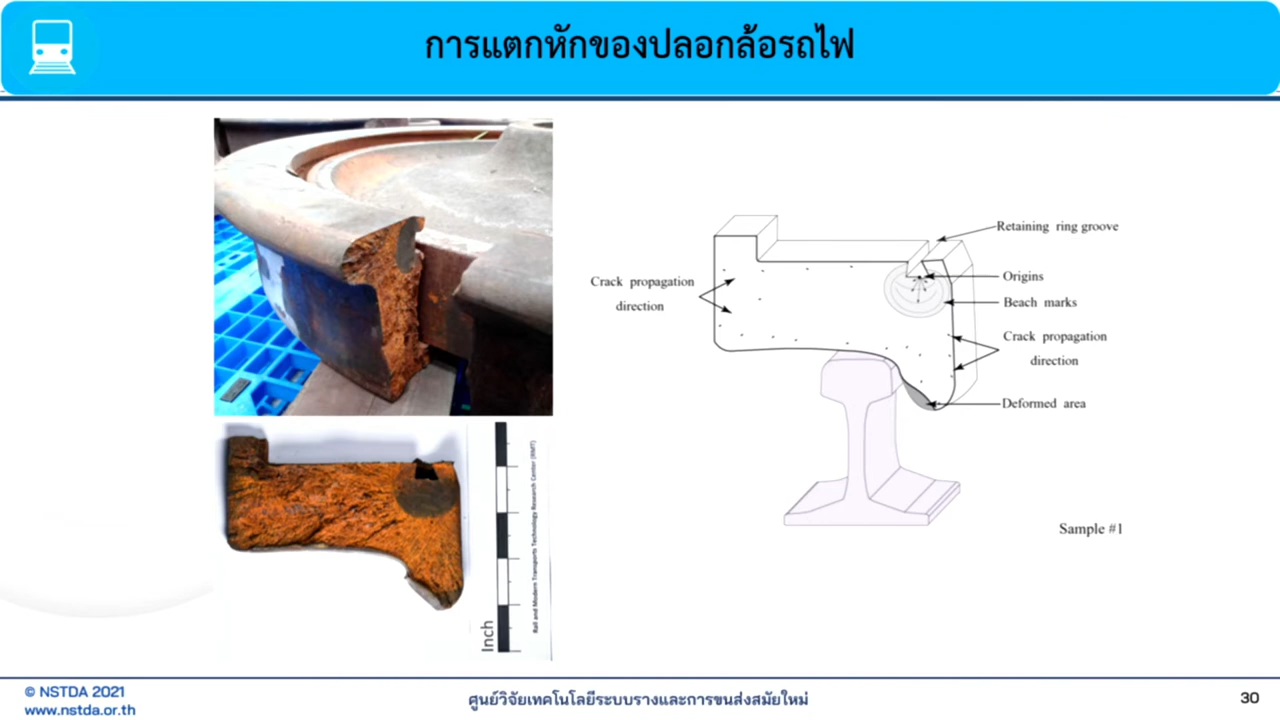 การแตกหักของปลอกล้อรถไฟ
Retaining ring groove
Crack propagation
direction
Origins
Beach marks
Crack propagation
direction
Deformed area
Sample #1
Inch
Rail and Modern Transports Technology Research Center (RMT)
© NSTDA 2021
www.nstda.or.th
ศูนย์วิจัยเทคโนโลยีระบบรางและการขนส่งสมัยใหม่
30